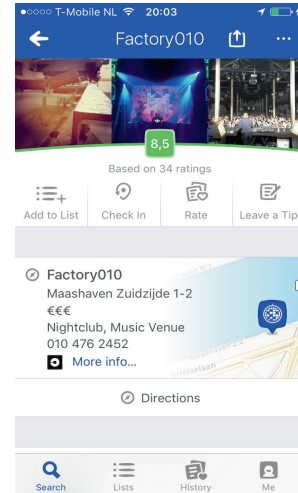 T-Mobile NL 20:03
Factory010
8,5
Based on 34 ratings
Add to List Check In Rate Leave a Tip
Factory010
Maashaven Zuidzijde 1-2
€€€
Nightclub, Music Venue
010 476 2452
More info...
Brielselaan
Directions
Search Lists History Me